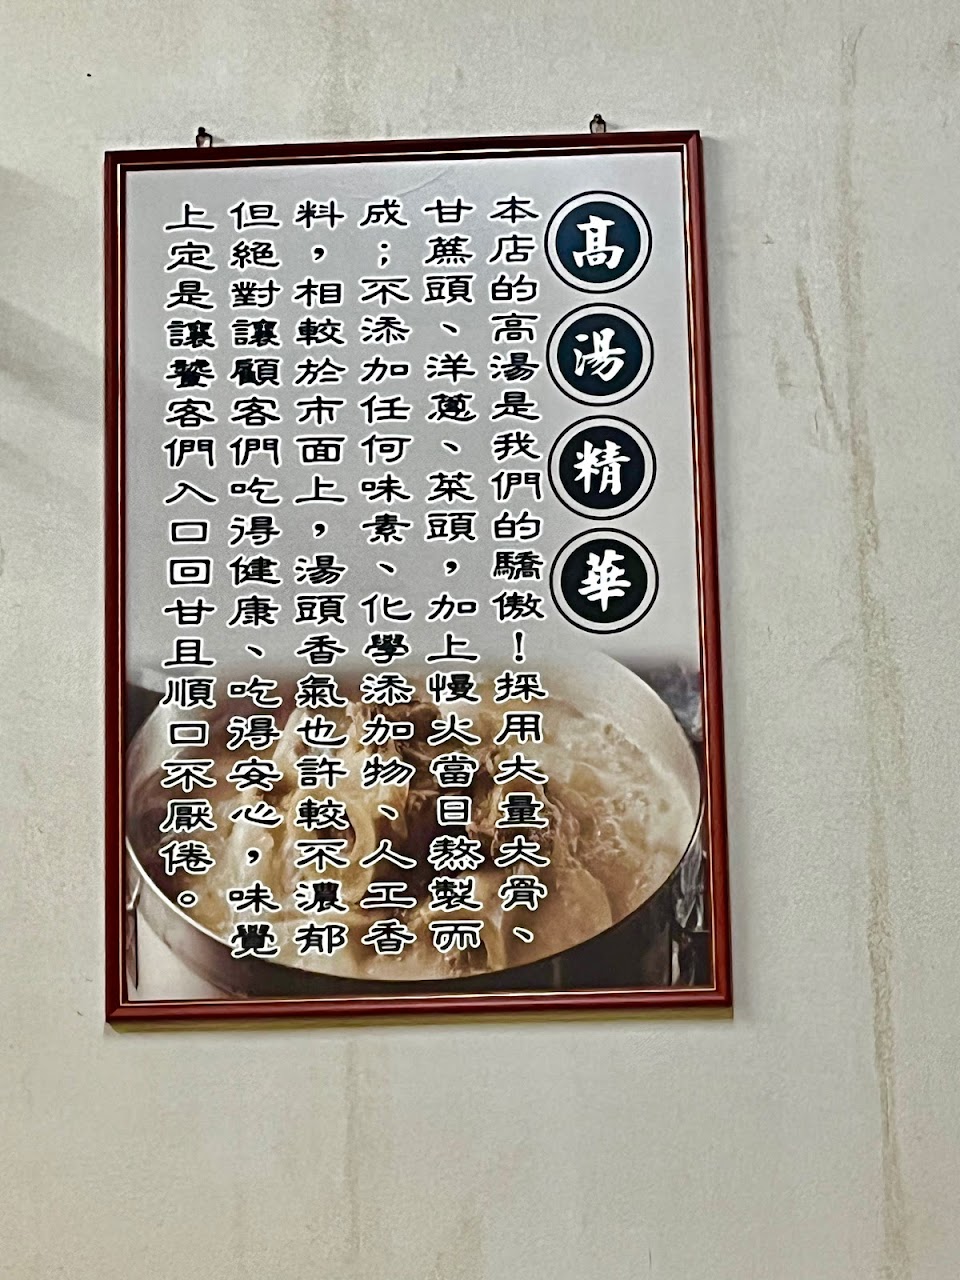 高湯精華
本店的高湯是我們的驕傲！採用大量大骨、
甘蔗頭、洋蔥、菜頭，加上慢火當日熬製而
成；不添加任何味素、化學添加物、人工香
料，相較於市面上，湯頭香氣也許較不濃郁
但絕對讓顧客們吃得健康、吃得安心，味覺
上定是讓饕客們入口回甘且順口不厭倦。